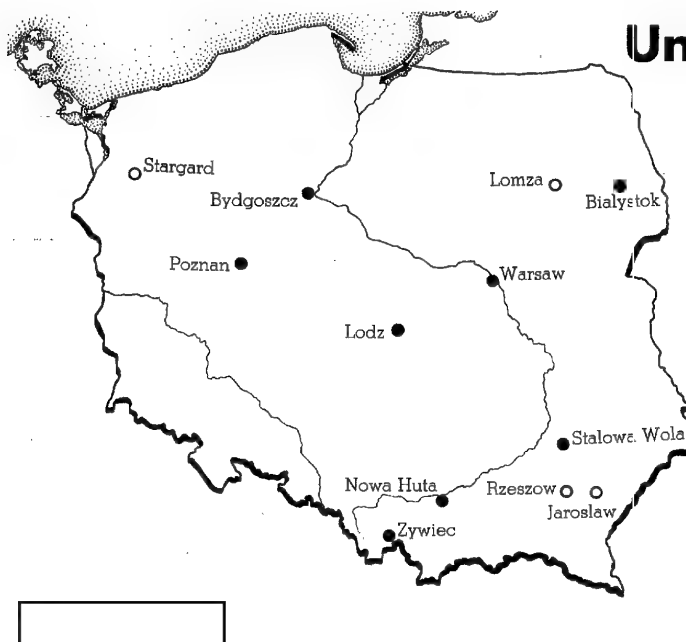 Un
Stargard
Lomza
Bydgoszcz
Bialystok
Poznan
Warsaw
Lodz
Stalowa Wola
Nowa Huta
Rzeszow
Jaroslaw
Zywiec